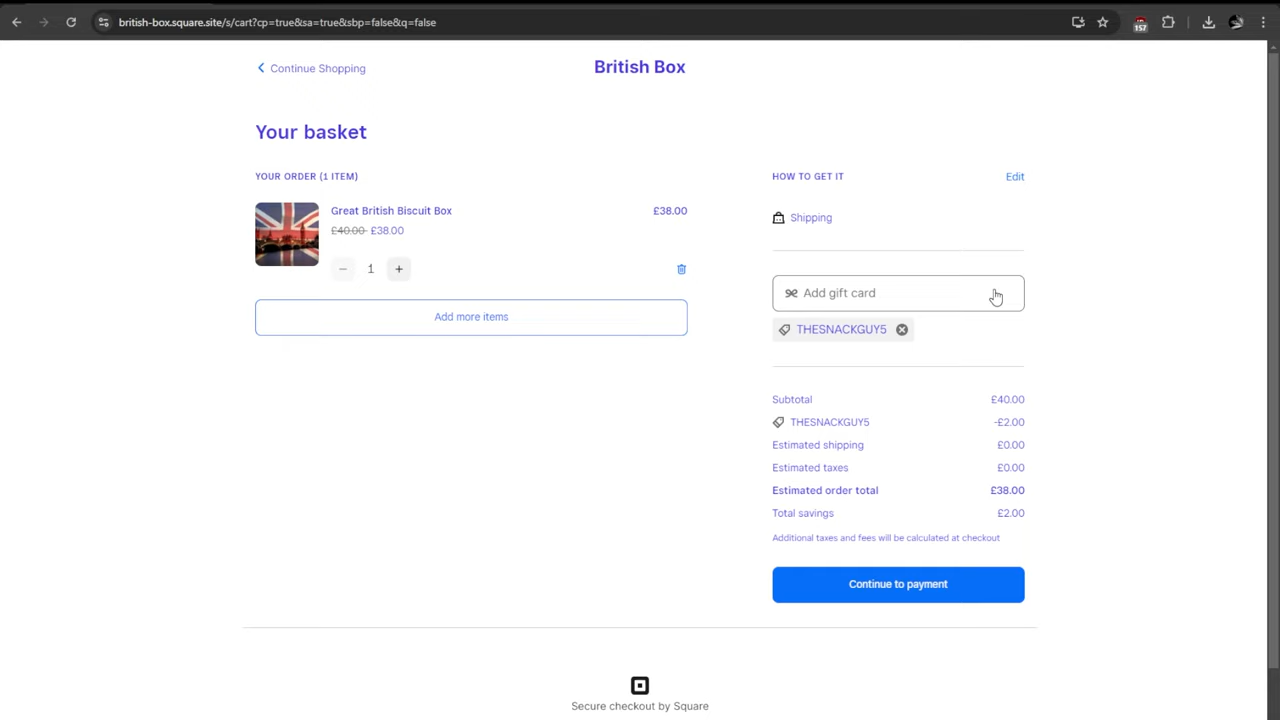 british-box.square.site/s/cart?cp=true&sa=true&sbp=false&q=false
157
Continue Shopping
British Box
Your basket
YOUR ORDER (1 ITEM)
Great British Biscuit Box £38.00
£40.00 £38.00
− 1 +
Add more items
HOW TO GET IT Edit
Shipping
Add gift card
THESNACKGUY5
Subtotal £40.00
THESNACKGUY5 -£2.00
Estimated shipping £0.00
Estimated taxes £0.00
Estimated order total £38.00
Total savings £2.00
Additional taxes and fees will be calculated at checkout
Continue to payment
Secure checkout by Square